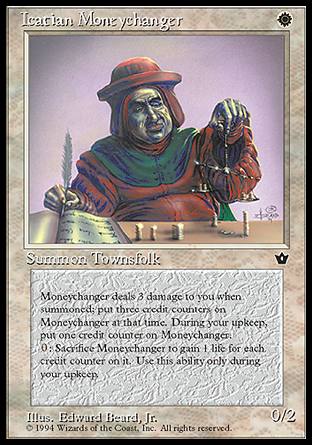 Icatian Moneychanger
Summon Townsfolk
Moneychanger deals 3 damage to you when
summoned; put three credit counters on
Moneychanger at that time. During your upkeep,
put one credit counter on Moneychanger.
0: Sacrifice Moneychanger to gain 1 life for each
credit counter on it. Use this ability only during
your upkeep.
Illus. Edward Beard, Jr.
0/2
© 1994 Wizards of the Coast, Inc. All rights reserved.